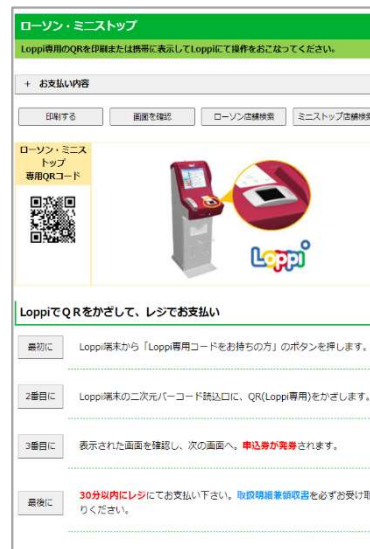 ローソン・ミニストップ
Loppi専用のQRを印刷または携帯に表示してLoppiにて操作をおこなってください。
+ お支払い内容
印刷する
画面を確認
ローソン店舗検索
ミニストップ店舗検索
ローソン・ミニス
トップ
専用QRコード
Loppi
LoppiでQRをかざして、レジでお支払い
最初に
Loppi端末から「Loppi専用コードをお持ちの方」のボタンを押します。
2番目に
Loppi端末の二次元バーコード読込口に、QR(Loppi専用)をかざします。
3番目に
表示された画面を確認し、次の画面へ。申込券が発券されます。
最後に
30分以内にレジにてお支払い下さい。取扱明細兼領収書を必ずお受け取
りください。